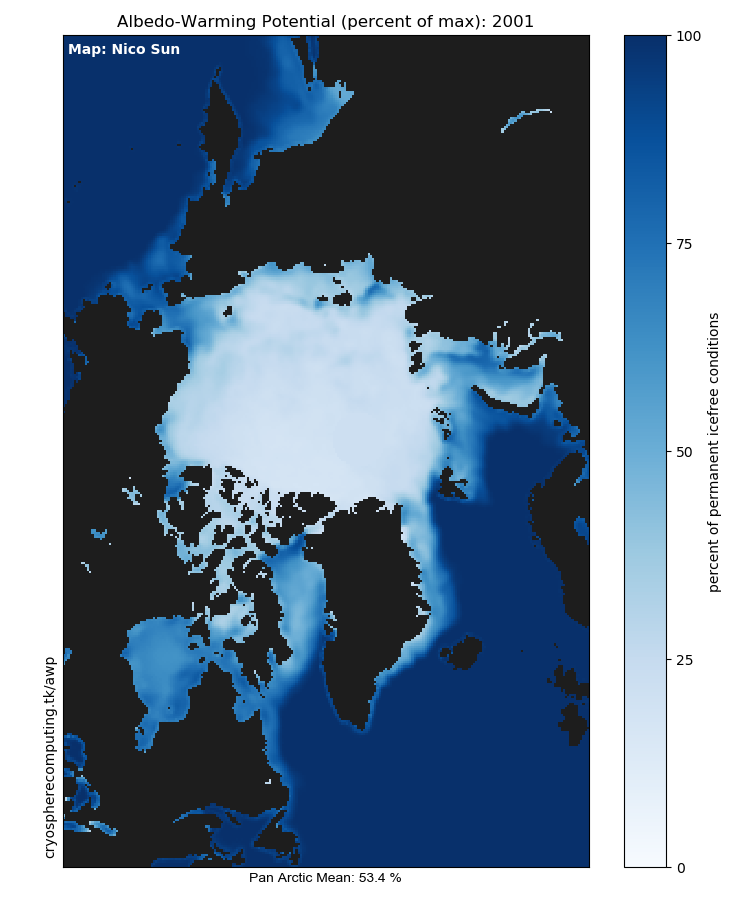 Albedo-Warming Potential (percent of max): 2001
Map: Nico Sun
100
75
50
25
0
percent of permanent icefree conditions
cryospherecomputing.tk/awp
Pan Arctic Mean: 53.4 %